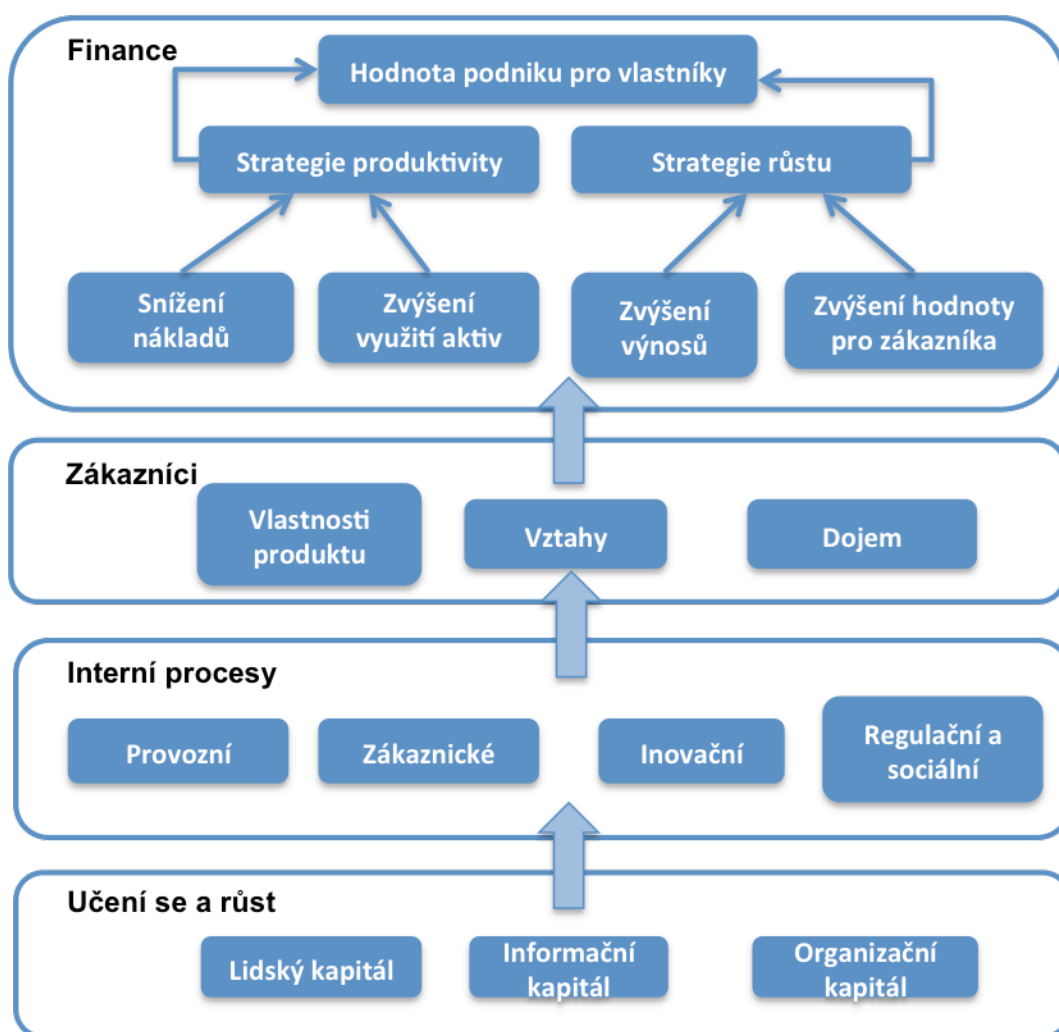 Finance
Hodnota podniku pro vlastníky
Strategie produktivity
Strategie růstu
Snížení
nákladů
Zvýšení
využití aktiv
Zvýšení
výnosů
Zvýšení hodnoty
pro zákazníka
Zákazníci
Vlastnosti
produktu
Vztahy
Dojem
Interní procesy
Provozní
Zákaznické
Inovační
Regulační a
sociální
Učení se a růst
Lidský kapitál
Informační
kapitál
Organizační
kapitál